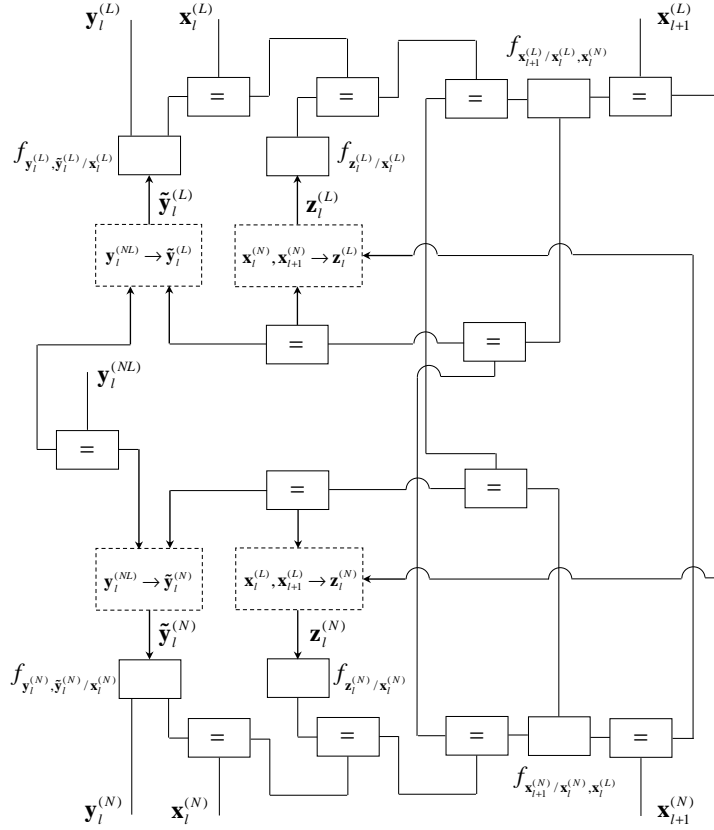 𝐲_l^(L) 𝐱_l^(L) 𝐱_{l+1}^(L)
f_{𝐱_{l+1}^(L)/𝐱_l^(L),𝐱_l^(N)}
= = = =
f_{𝐲_l^(L),𝐲̃_l^(L)/𝐱_l^(L)} f_{𝐳_l^(L)/𝐱_l^(L)}
𝐲̃_l^(L) 𝐳_l^(L)
𝐲_l^(NL) → 𝐲̃_l^(L) 𝐱_l^(N), 𝐱_{l+1}^(N) → 𝐳_l^(L)
= =
𝐲_l^(NL)
=
= =
𝐲_l^(NL) → 𝐲̃_l^(N) 𝐱_l^(L), 𝐱_{l+1}^(L) → 𝐳_l^(N)
𝐲̃_l^(N) 𝐳_l^(N)
f_{𝐲_l^(N),𝐲̃_l^(N)/𝐱_l^(N)} f_{𝐳_l^(N)/𝐱_l^(N)}
= = = =
f_{𝐱_{l+1}^(N)/𝐱_l^(N),𝐱_l^(L)}
𝐲_l^(N) 𝐱_l^(N) 𝐱_{l+1}^(N)